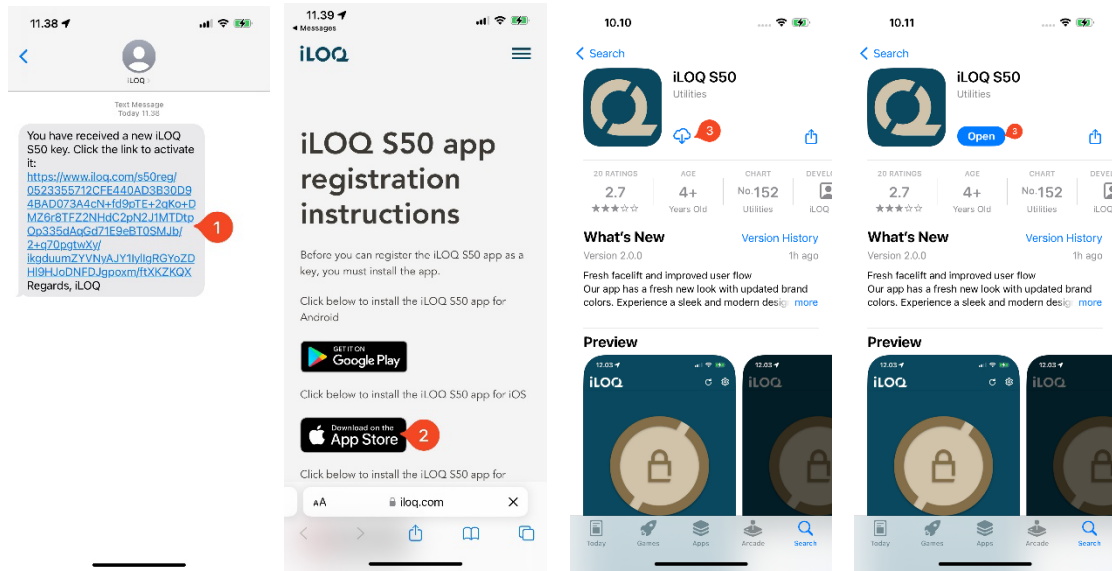 11.38
iLOQ
Text Message
Today 11.38
You have received a new iLOQ
S50 key. Click the link to activate
it:
https://www.iloq.com/s50reg/
0523355712CFE440AD3B30D9
4BAD073A4cN+fd9pTE+2qKo+D
MZ6r8TFZ2NHdC2pN2J1MTDtp
Op335dAqGd71E9eBT0SMJb/
2+q70pgtwXy/
ikgduumZYVNvAJY1IylIgRGYoZD
HI9HJoDNFDJgpoxm/ftXKZKQX
Regards, iLOQ
1
11.39
Messages
iLOQ
iLOQ S50 app
registration
instructions
Before you can register the iLOQ S50 app as a
key, you must install the app.
Click below to install the iLOQ S50 app for
Android
GET IT ON
Google Play
Click below to install the iLOQ S50 app for iOS
Download on the
App Store
2
Click below to install the iLOQ S50 app for
AA
iloq.com
10.10
Search
iLOQ S50
Utilities
3
20 RATINGS
AGE
CHART
DEVEL
2.7
4+
No.152
Years Old
Utilities
iLOQ
What's New
Version History
Version 2.0.0
1h ago
Fresh facelift and improved user flow
Our app has a fresh new look with updated brand
colors. Experience a sleek and modern desig more
Preview
12.03
iLOQ
12.03
iLOQ
Today
Games
Apps
Arcade
Search
10.11
Search
iLOQ S50
Utilities
Open
3
20 RATINGS
AGE
CHART
DEVEL
2.7
4+
No.152
Years Old
Utilities
iLOQ
What's New
Version History
Version 2.0.0
1h ago
Fresh facelift and improved user flow
Our app has a fresh new look with updated brand
colors. Experience a sleek and modern desig more
Preview
12.03
iLOQ
12.03
iLOQ
Today
Games
Apps
Arcade
Search